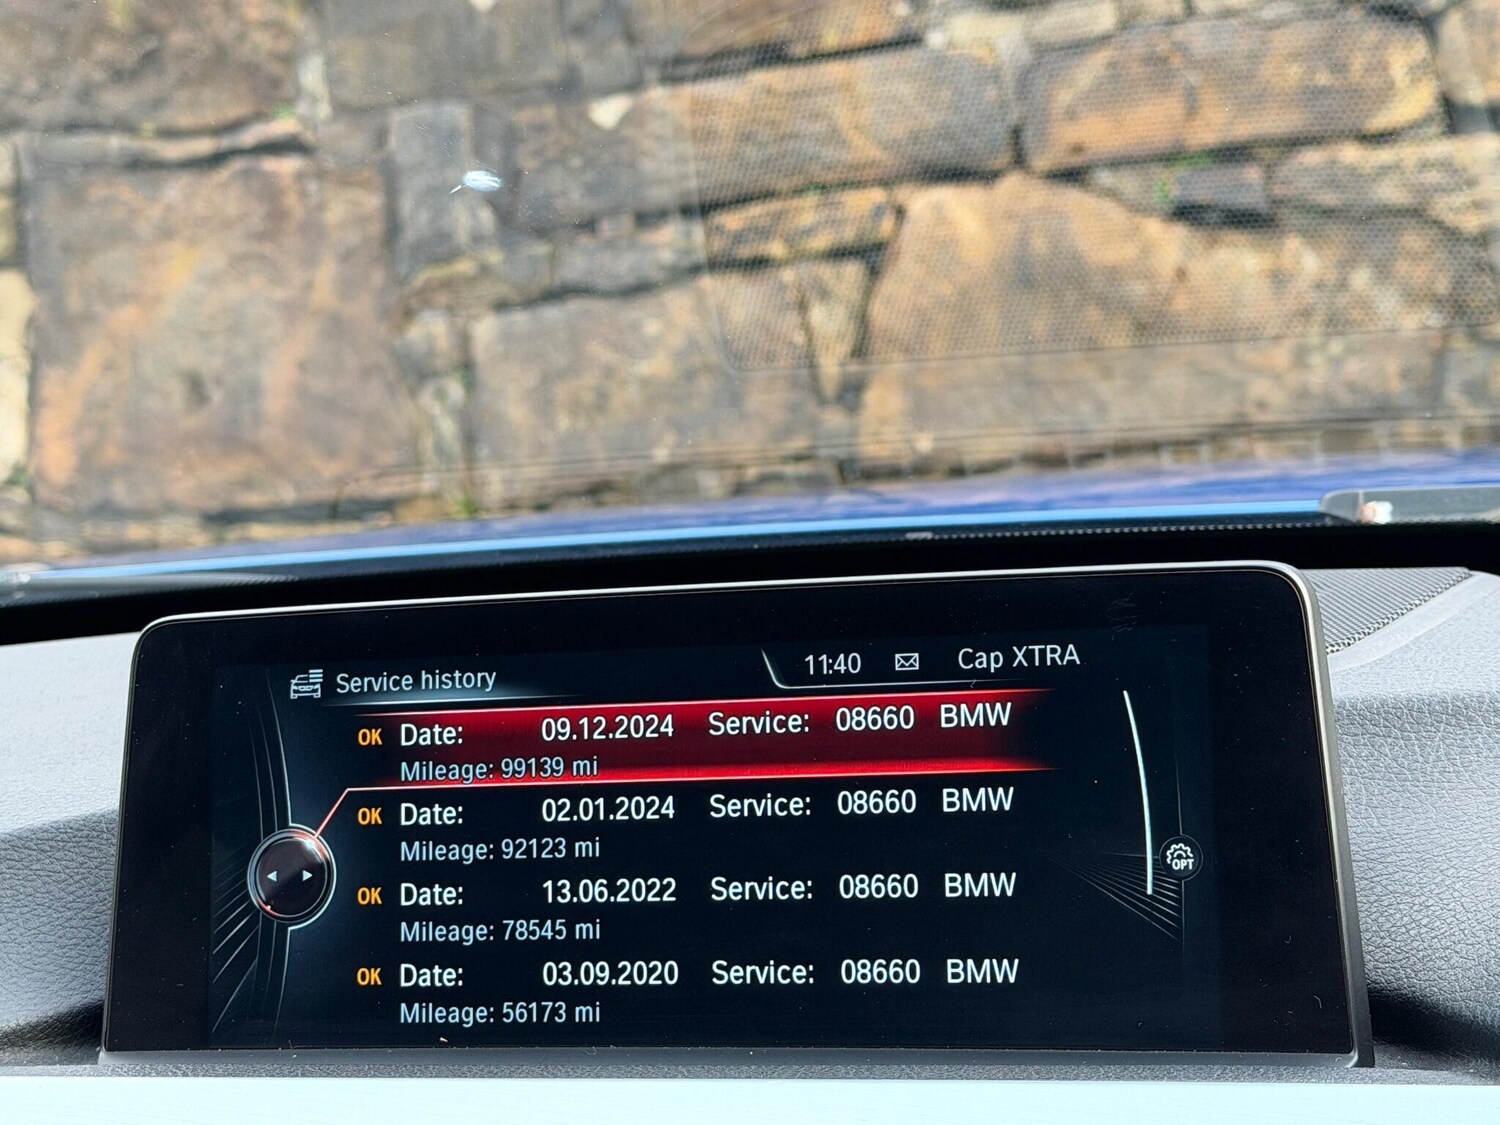 Service history 11:40 Cap XTRA
OK Date: 09.12.2024 Service: 08660 BMW
Mileage: 99139 mi
OK Date: 02.01.2024 Service: 08660 BMW
Mileage: 92123 mi
OK Date: 13.06.2022 Service: 08660 BMW
Mileage: 78545 mi
OPT
OK Date: 03.09.2020 Service: 08660 BMW
Mileage: 56173 mi